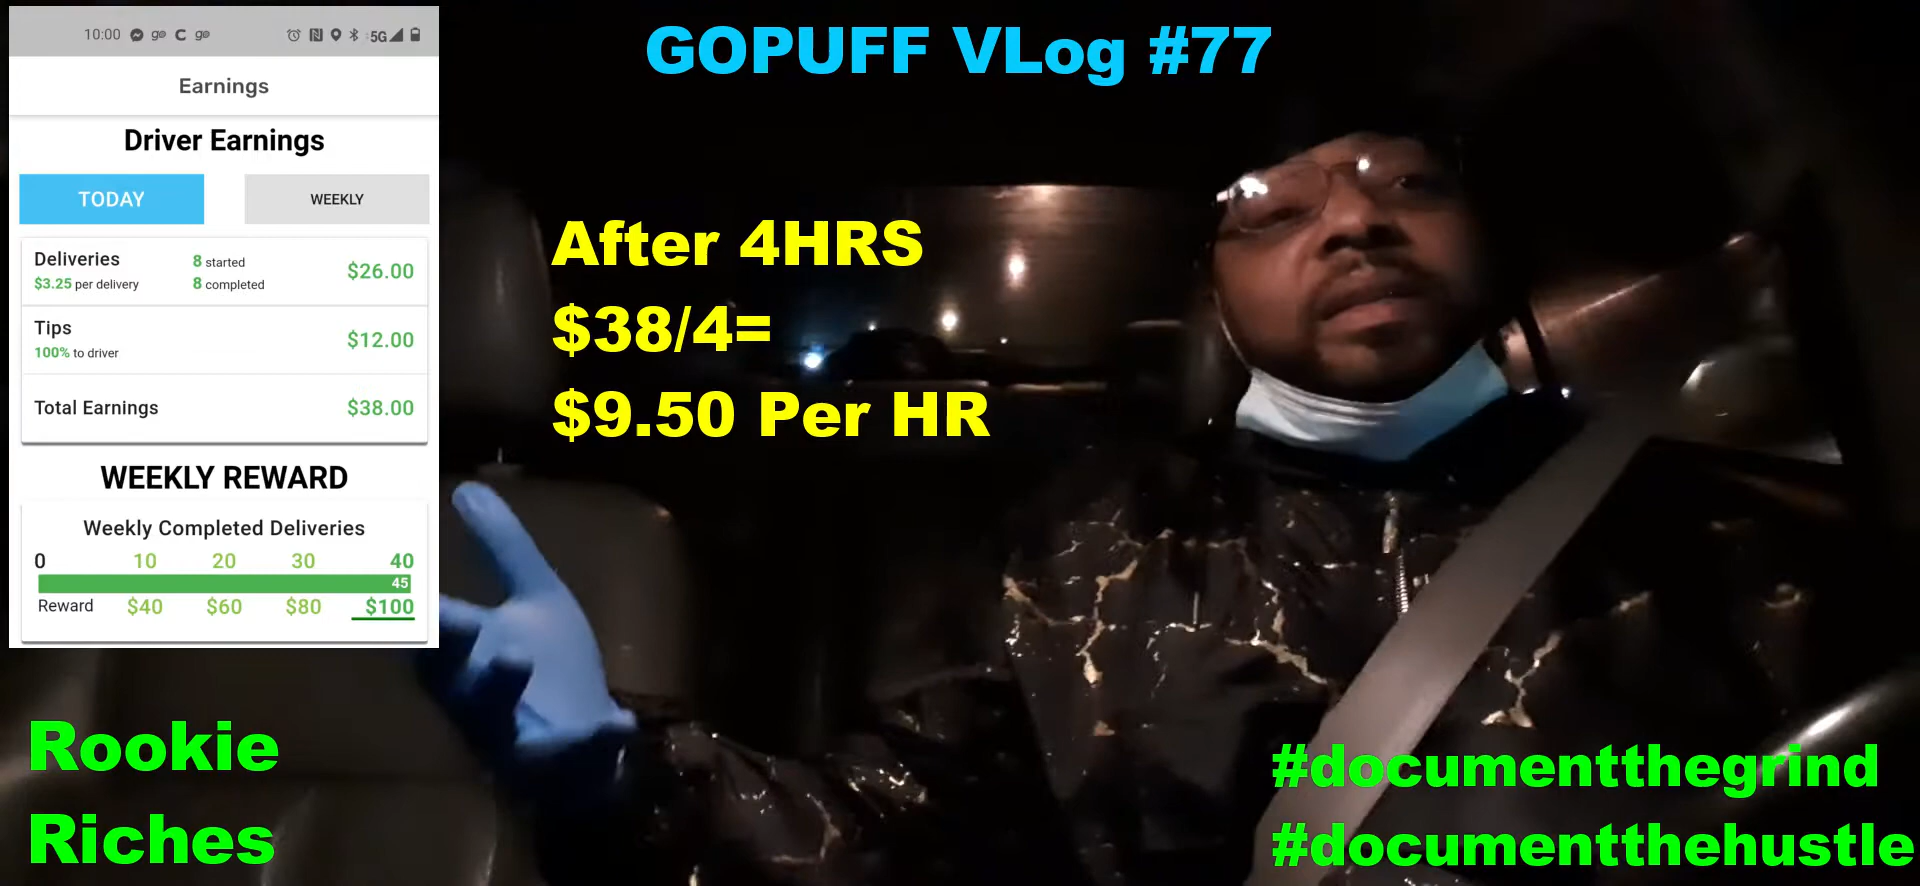 10:00 go C go 5G
Earnings
Driver Earnings
TODAY WEEKLY
Deliveries 8 started $26.00
$3.25 per delivery 8 completed
Tips $12.00
100% to driver
Total Earnings $38.00
WEEKLY REWARD
Weekly Completed Deliveries
0 10 20 30 40
45
Reward $40 $60 $80 $100
GOPUFF VLog #77
After 4HRS
$38/4=
$9.50 Per HR
Rookie
Riches
#documentthegrind
#documentthehustle